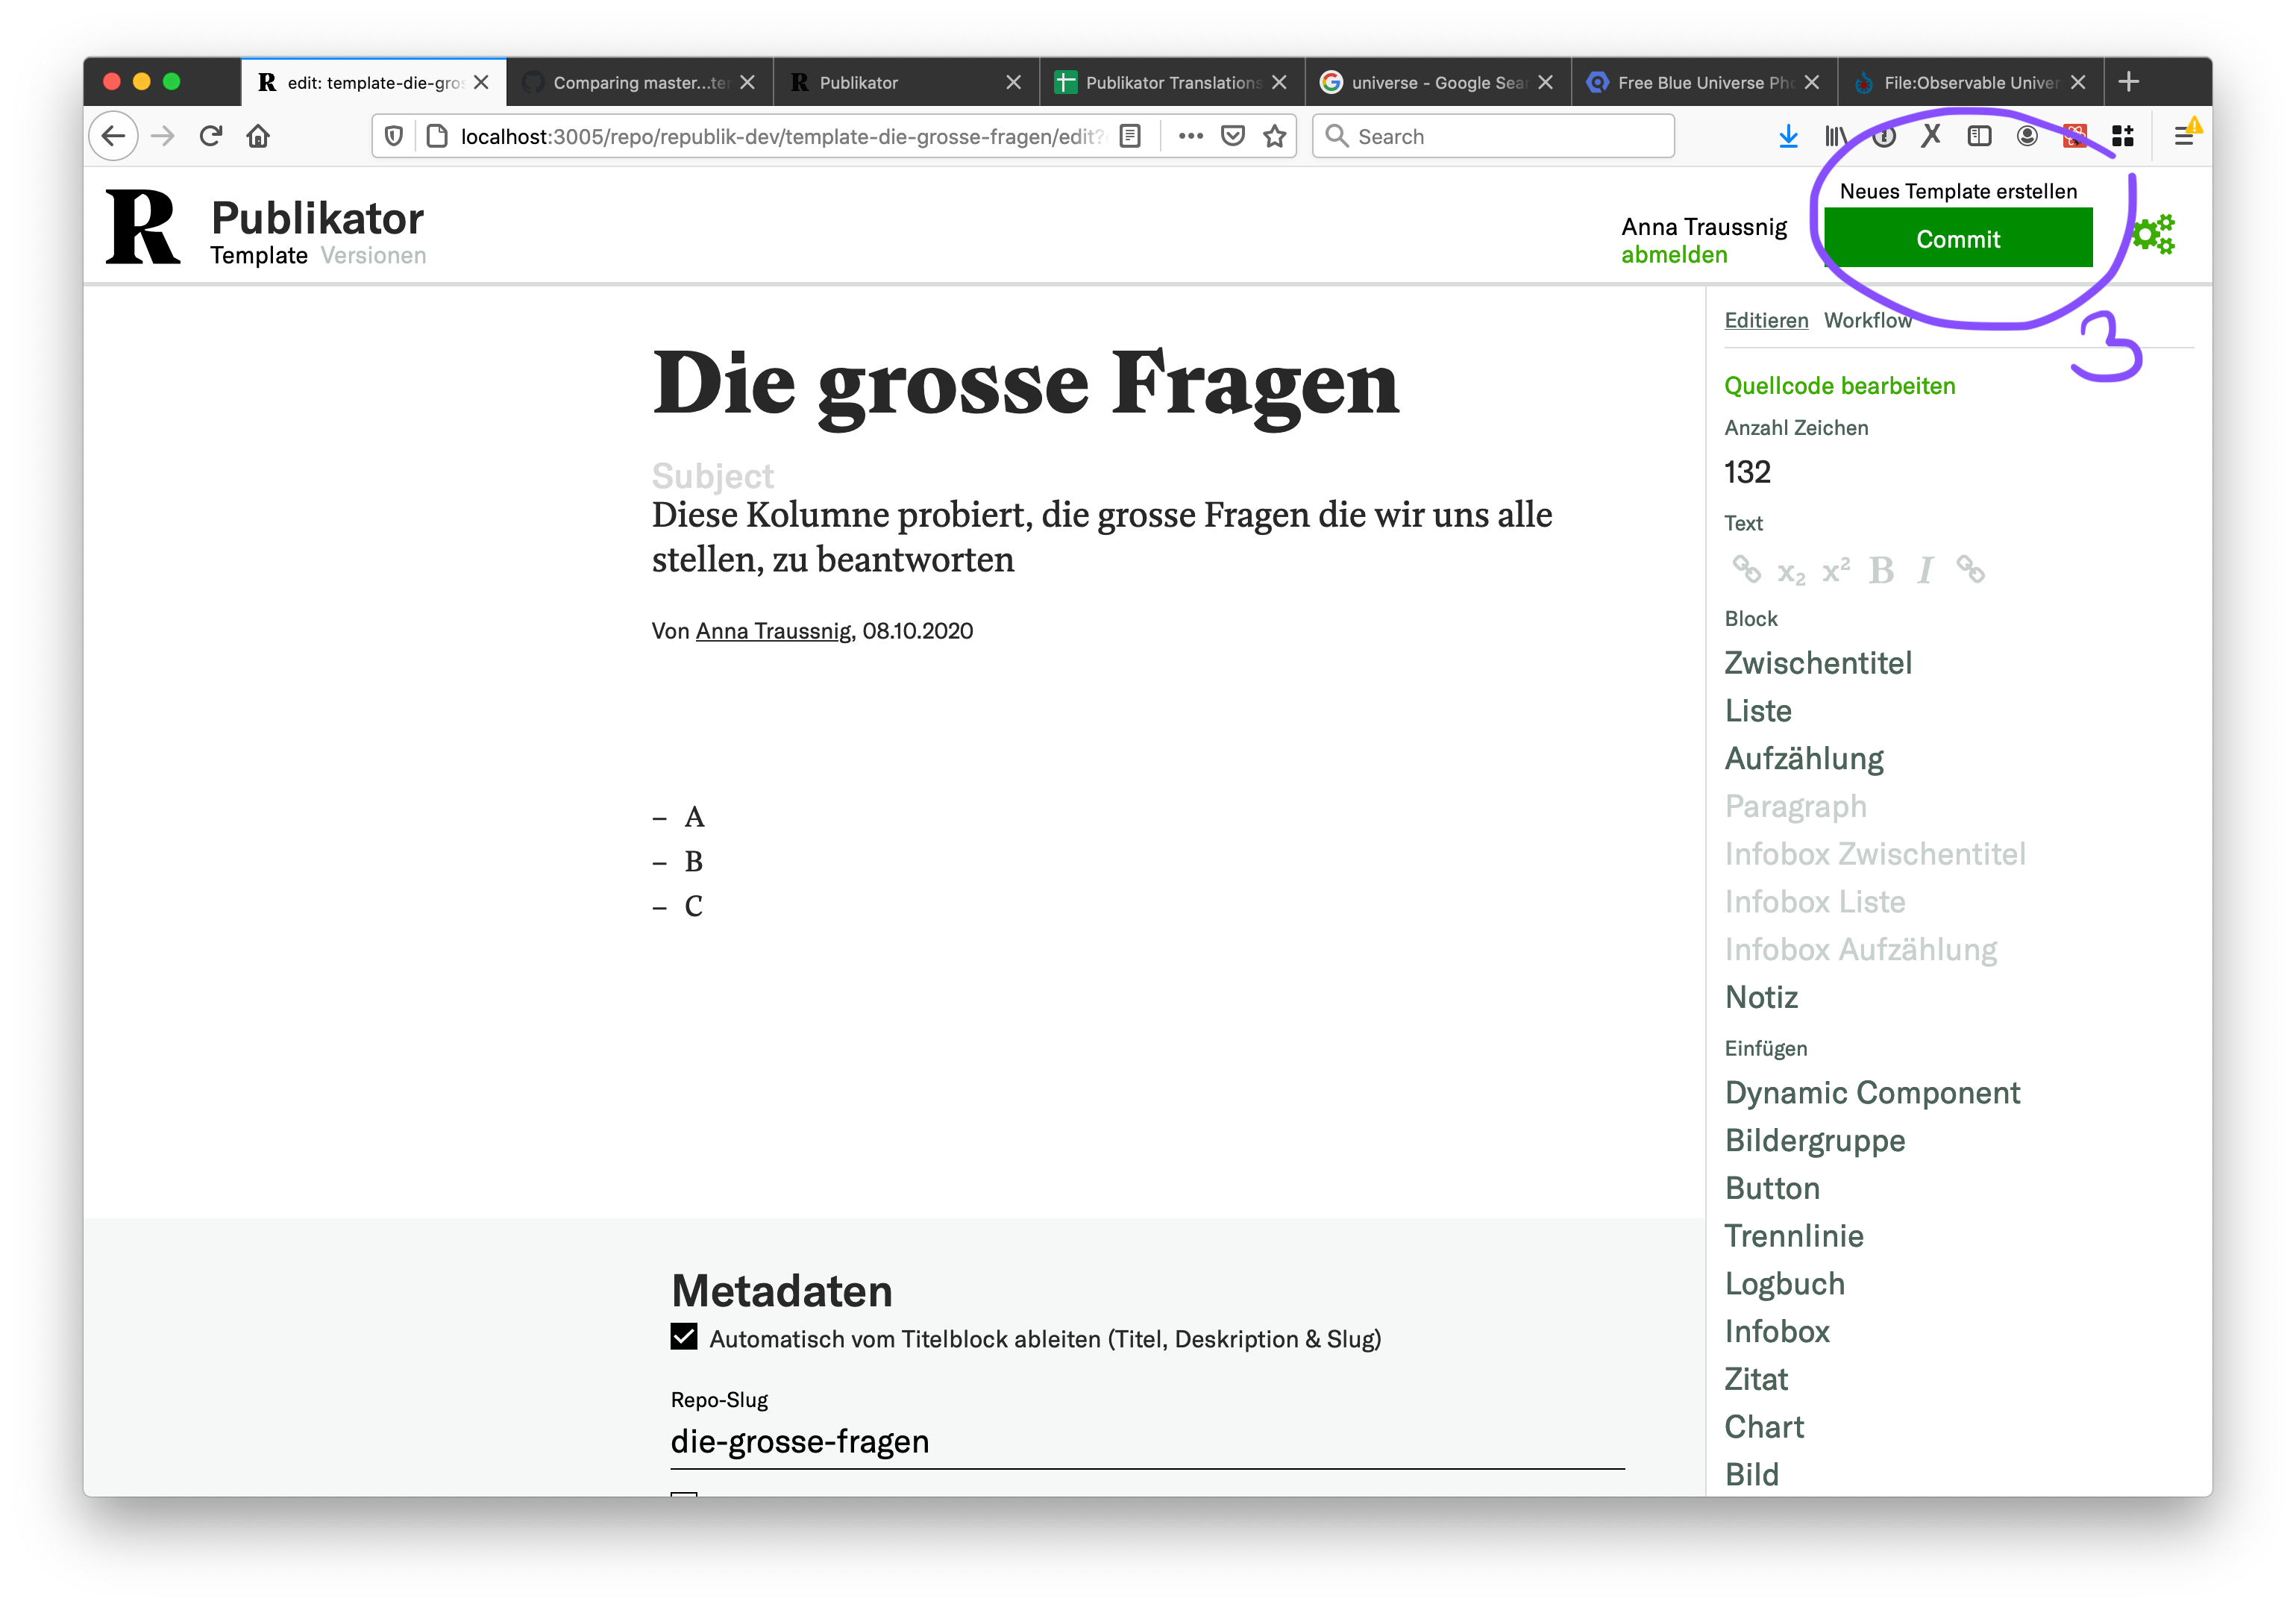 edit: template-die-gros
Comparing master...ter
Publikator
Publikator Translations
universe - Google Sear
Free Blue Universe Pho
File:Observable Univer
localhost:3005/repo/republik-dev/template-die-grosse-fragen/edit?
Search
R
Publikator
Template Versionen
Anna Traussnig
abmelden
Neues Template erstellen
Commit
3
Die grosse Fragen
Subject
Diese Kolumne probiert, die grosse Fragen die wir uns alle
stellen, zu beantworten
Von Anna Traussnig, 08.10.2020
– A
– B
– C
Metadaten
Automatisch vom Titelblock ableiten (Titel, Deskription & Slug)
Repo-Slug
die-grosse-fragen
Editieren Workflow
Quellcode bearbeiten
Anzahl Zeichen
132
Text
x₂ x² B I
Block
Zwischentitel
Liste
Aufzählung
Paragraph
Infobox Zwischentitel
Infobox Liste
Infobox Aufzählung
Notiz
Einfügen
Dynamic Component
Bildergruppe
Button
Trennlinie
Logbuch
Infobox
Zitat
Chart
Bild